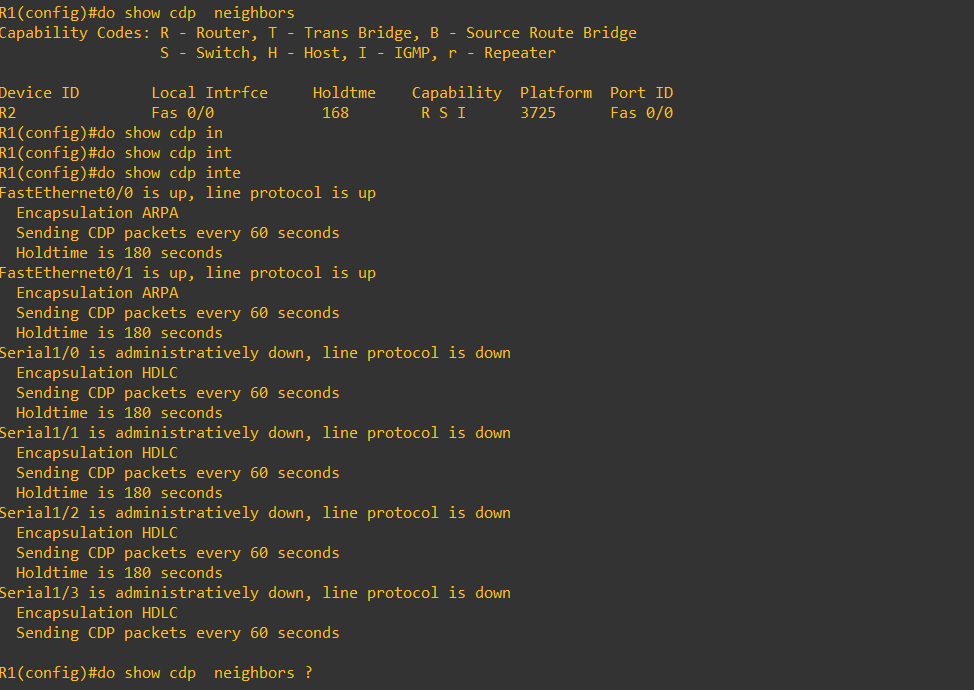 R1(config)#do show cdp  neighbors
Capability Codes: R - Router, T - Trans Bridge, B - Source Route Bridge
                  S - Switch, H - Host, I - IGMP, r - Repeater

Device ID        Local Intrfce     Holdtme    Capability  Platform  Port ID
R2               Fas 0/0            168        R S I      3725      Fas 0/0
R1(config)#do show cdp in
R1(config)#do show cdp int
R1(config)#do show cdp inte
FastEthernet0/0 is up, line protocol is up
  Encapsulation ARPA
  Sending CDP packets every 60 seconds
  Holdtime is 180 seconds
FastEthernet0/1 is up, line protocol is up
  Encapsulation ARPA
  Sending CDP packets every 60 seconds
  Holdtime is 180 seconds
Serial1/0 is administratively down, line protocol is down
  Encapsulation HDLC
  Sending CDP packets every 60 seconds
  Holdtime is 180 seconds
Serial1/1 is administratively down, line protocol is down
  Encapsulation HDLC
  Sending CDP packets every 60 seconds
  Holdtime is 180 seconds
Serial1/2 is administratively down, line protocol is down
  Encapsulation HDLC
  Sending CDP packets every 60 seconds
  Holdtime is 180 seconds
Serial1/3 is administratively down, line protocol is down
  Encapsulation HDLC
  Sending CDP packets every 60 seconds

R1(config)#do show cdp  neighbors ?